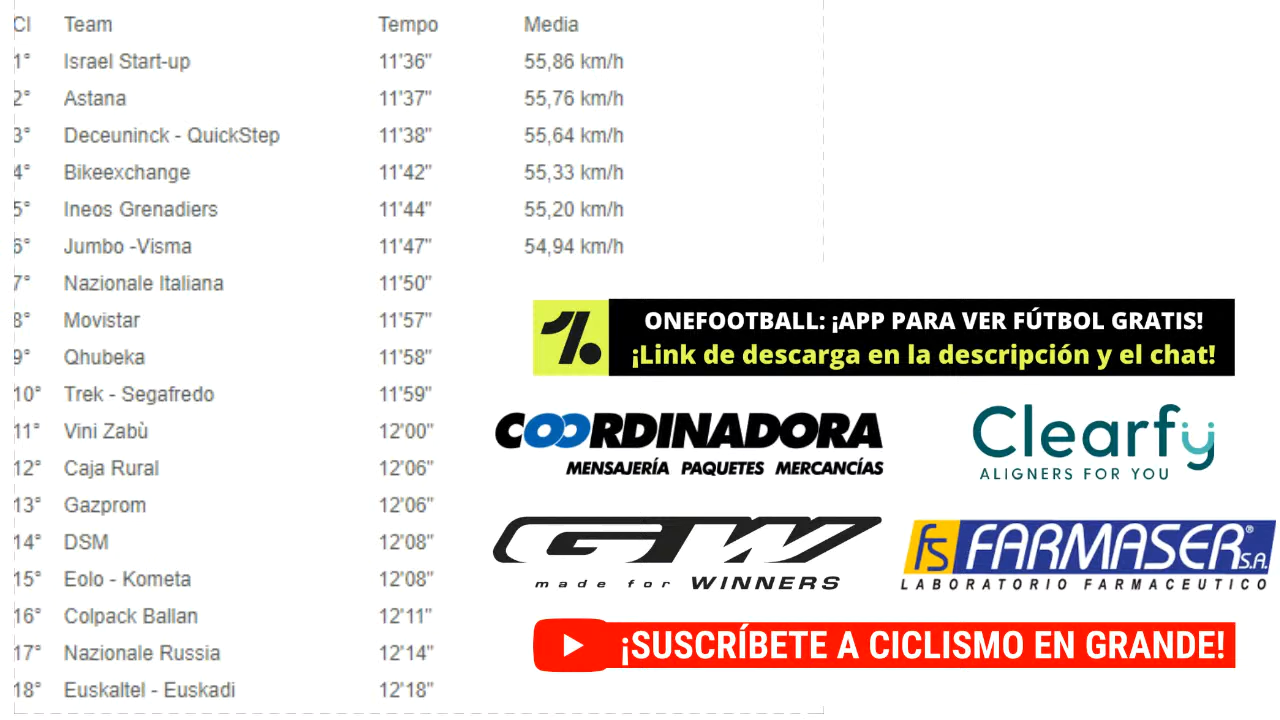 Cl Team Tempo Media
1° Israel Start-up 11'36" 55,86 km/h
2° Astana 11'37" 55,76 km/h
3° Deceuninck - QuickStep 11'38" 55,64 km/h
4° Bikeexchange 11'42" 55,33 km/h
5° Ineos Grenadiers 11'44" 55,20 km/h
6° Jumbo -Visma 11'47" 54,94 km/h
7° Nazionale Italiana 11'50"
8° Movistar 11'57"
9° Qhubeka 11'58"
10° Trek - Segafredo 11'59"
11° Vini Zabù 12'00"
12° Caja Rural 12'06"
13° Gazprom 12'06"
14° DSM 12'08"
15° Eolo - Kometa 12'08"
16° Colpack Ballan 12'11"
17° Nazionale Russia 12'14"
18° Euskaltel - Euskadi 12'18"
1.
ONEFOOTBALL: ¡APP PARA VER FÚTBOL GRATIS!
¡Link de descarga en la descripción y el chat!
COORDINADORA
MENSAJERÍA PAQUETES MERCANCÍAS
Clearfy
ALIGNERS FOR YOU
GW
made for WINNERS
fs FARMASER® S.A.
LABORATORIO FARMACEUTICO
¡SUSCRÍBETE A CICLISMO EN GRANDE!